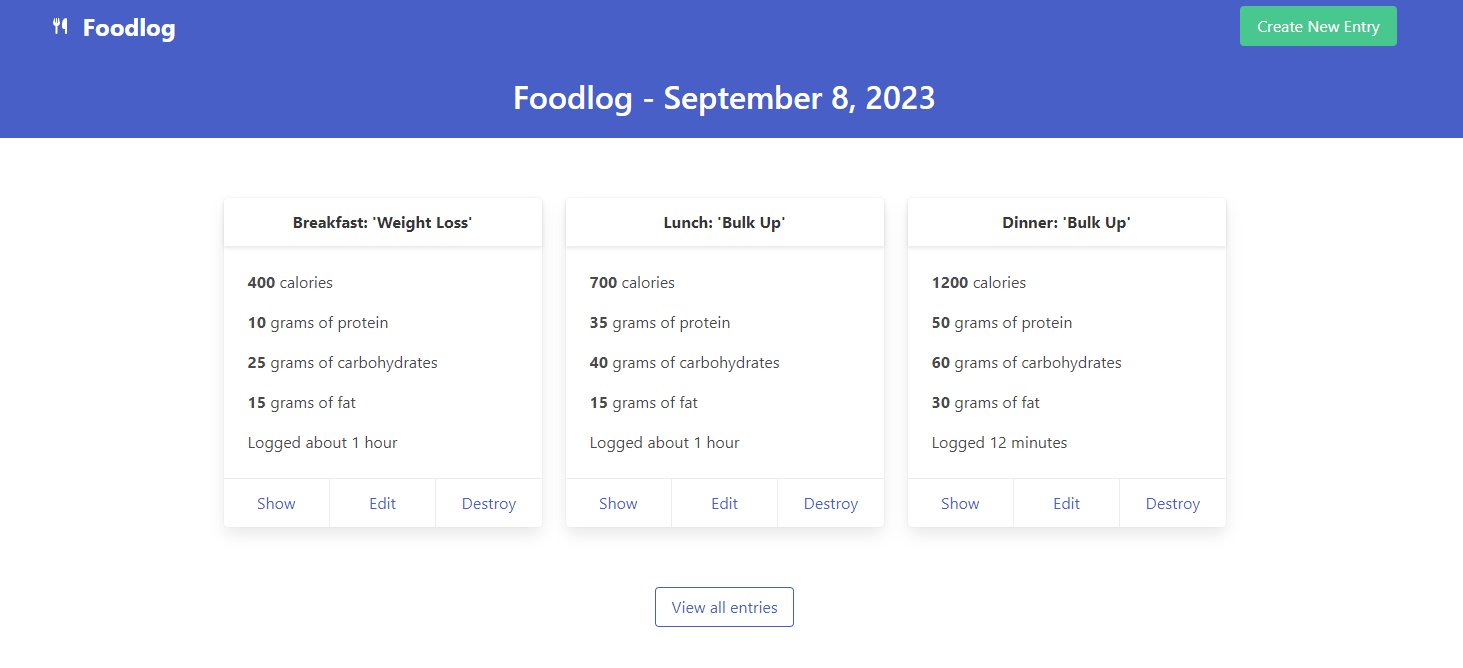 Foodlog
Create New Entry
Foodlog - September 8, 2023
Breakfast: 'Weight Loss'
400 calories
10 grams of protein
25 grams of carbohydrates
15 grams of fat
Logged about 1 hour
Show Edit Destroy
Lunch: 'Bulk Up'
700 calories
35 grams of protein
40 grams of carbohydrates
15 grams of fat
Logged about 1 hour
Show Edit Destroy
Dinner: 'Bulk Up'
1200 calories
50 grams of protein
60 grams of carbohydrates
30 grams of fat
Logged 12 minutes
Show Edit Destroy
View all entries